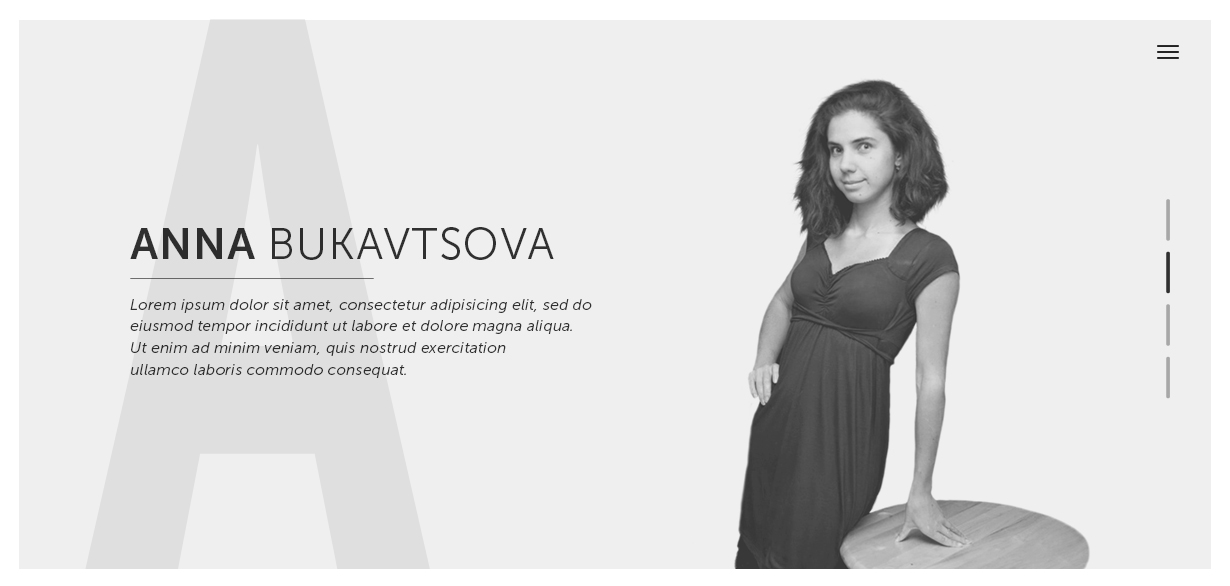 A
ANNA BUKAVTSOVA
Lorem ipsum dolor sit amet, consectetur adipisicing elit, sed do
eiusmod tempor incididunt ut labore et dolore magna aliqua.
Ut enim ad minim veniam, quis nostrud exercitation
ullamco laboris commodo consequat.